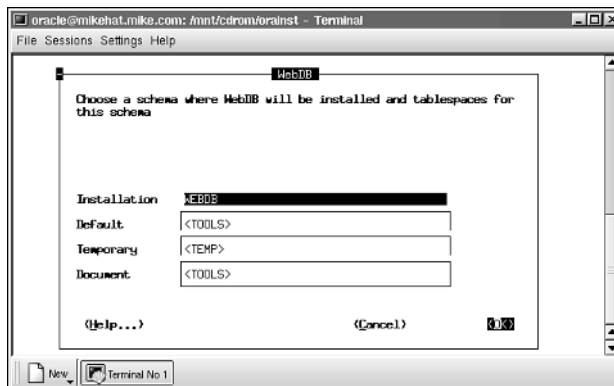 oracle@mikehat.mike.com: /mnt/cdrom/orainst - Terminal
File Sessions Settings Help
WebDB
Choose a schema where WebDB will be installed and tablespaces for
this schema
Installation WEBDB
Default <TOOLS>
Temporary <TEMP>
Document <TOOLS>
(Help...) (Cancel) (OK)
New Terminal No 1